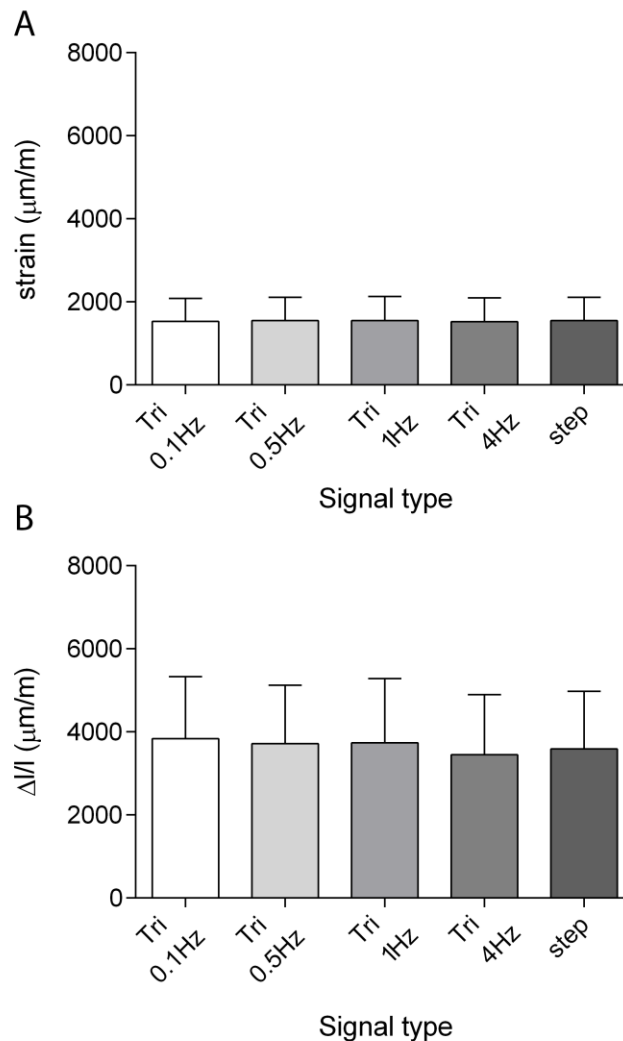 A
8000
6000
4000
2000
0
strain (μm/m)
Tri 0.1Hz
Tri 0.5Hz
Tri 1Hz
Tri 4Hz
step
Signal type
B
8000
6000
4000
2000
0
Δl/l (μm/m)
Tri 0.1Hz
Tri 0.5Hz
Tri 1Hz
Tri 4Hz
step
Signal type